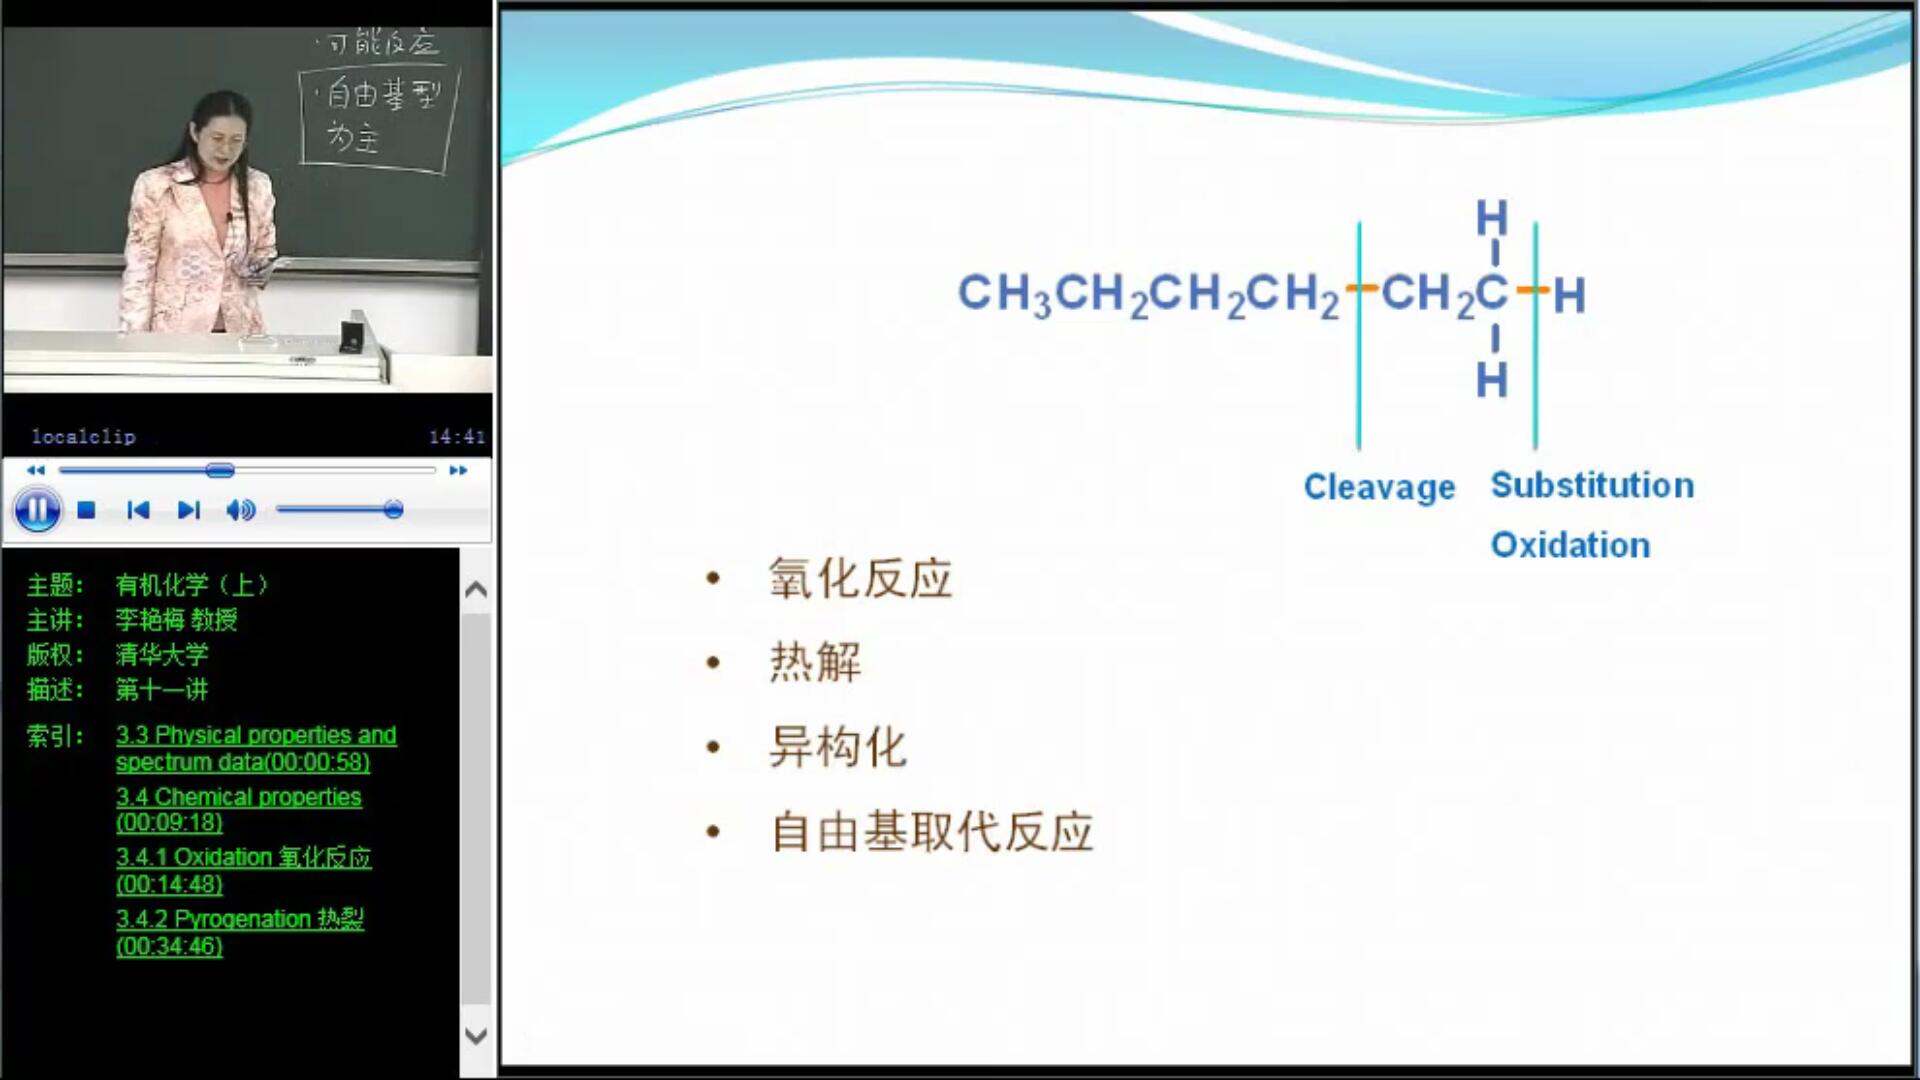 ·可能反应
·自由基型
为主
localclip 14:41
主题： 有机化学（上）
主讲： 李艳梅 教授
版权： 清华大学
描述： 第十一讲
索引： 3.3 Physical properties and
spectrum data(00:00:58)
3.4 Chemical properties
(00:09:18)
3.4.1 Oxidation 氧化反应
(00:14:48)
3.4.2 Pyrogenation 热裂
(00:34:46)
H
CH₃CH₂CH₂CH₂–CH₂C–H
H
Cleavage Substitution
Oxidation
• 氧化反应
• 热解
• 异构化
• 自由基取代反应